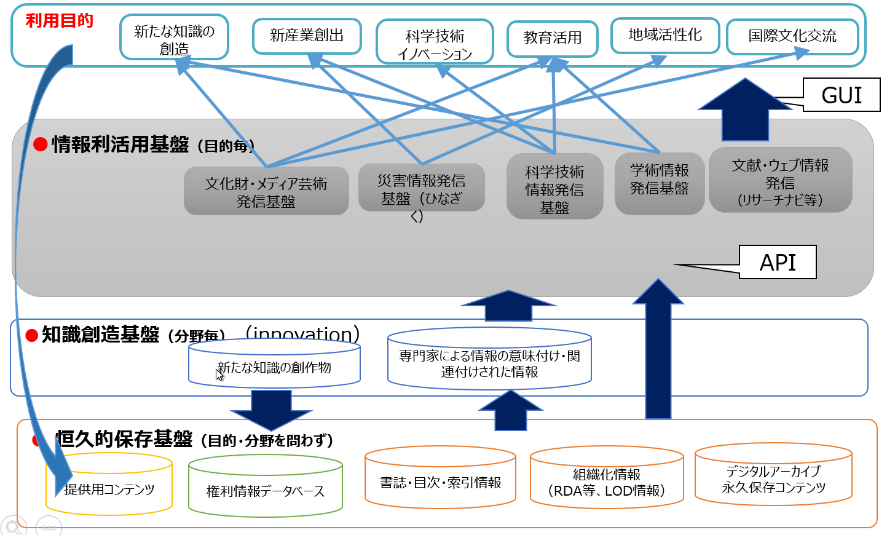 利用目的
新たな知識の
創造
新産業創出
科学技術
イノベーション
教育活用
地域活性化
国際文化交流
GUI
情報利活用基盤（目的毎）
文化財・メディア芸術
発信基盤
災害情報発信
基盤（ひなぎ
く）
科学技術
情報発信
基盤
学術情報
発信基盤
文献・ウェブ情報
発信
（リサーチナビ等）
API
知識創造基盤（分野毎）（innovation）
新たな知識の創作物
専門家による情報の意味付け・関
連付けされた情報
恒久的保存基盤（目的・分野を問わず）
提供用コンテンツ
権利情報データベース
書誌・目次・索引情報
組織化情報
（RDA等、LOD情報）
デジタルアーカイブ
永久保存コンテンツ